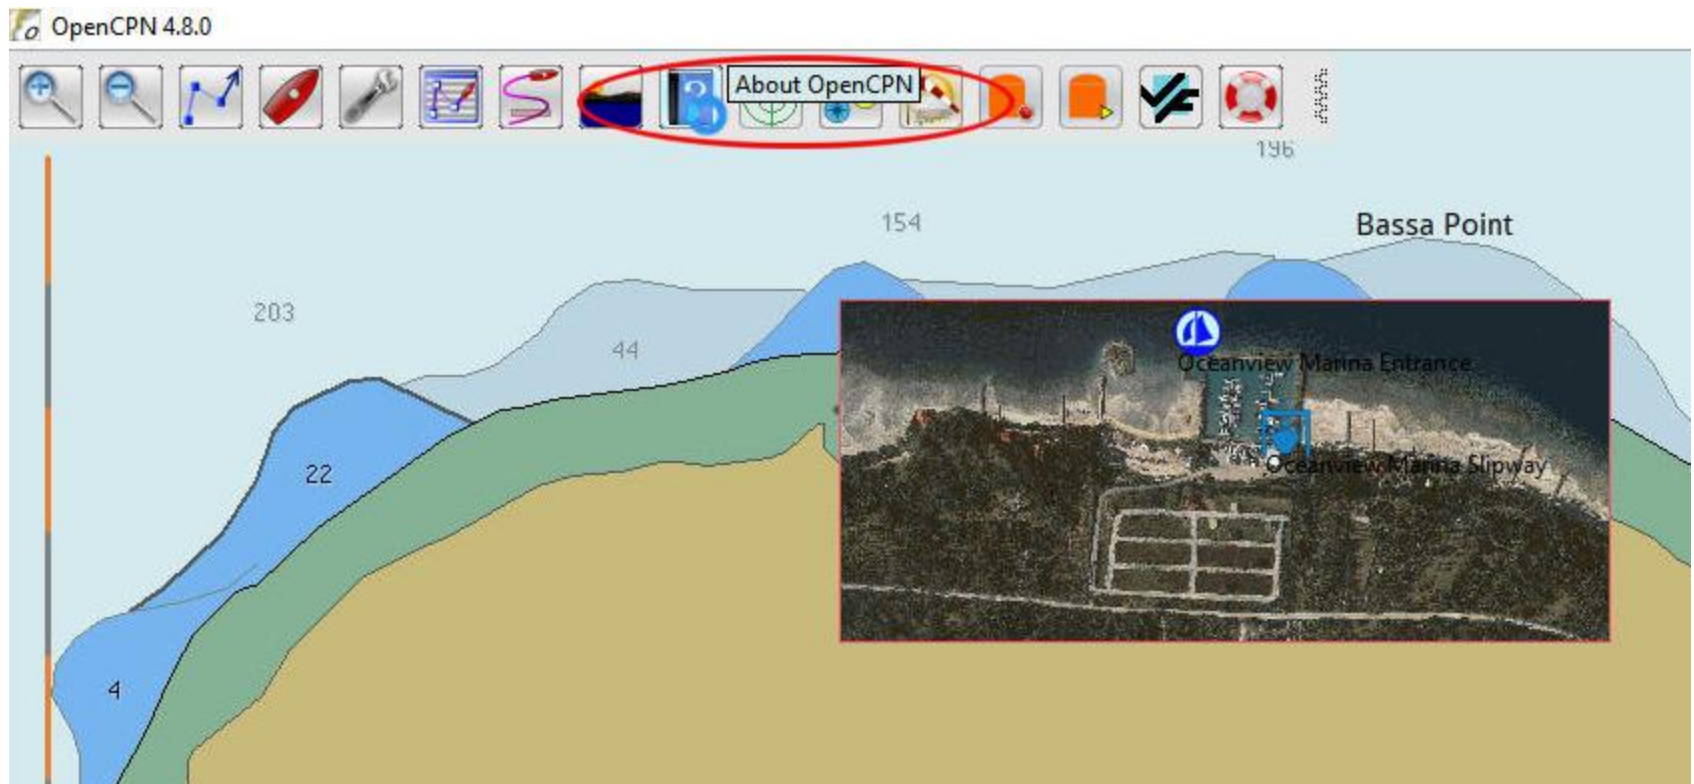 OpenCPN 4.8.0
About OpenCPN
196
154
Bassa Point
203
44
Oceanview Marina Entrance
22
Oceanview Marina Slipway
4